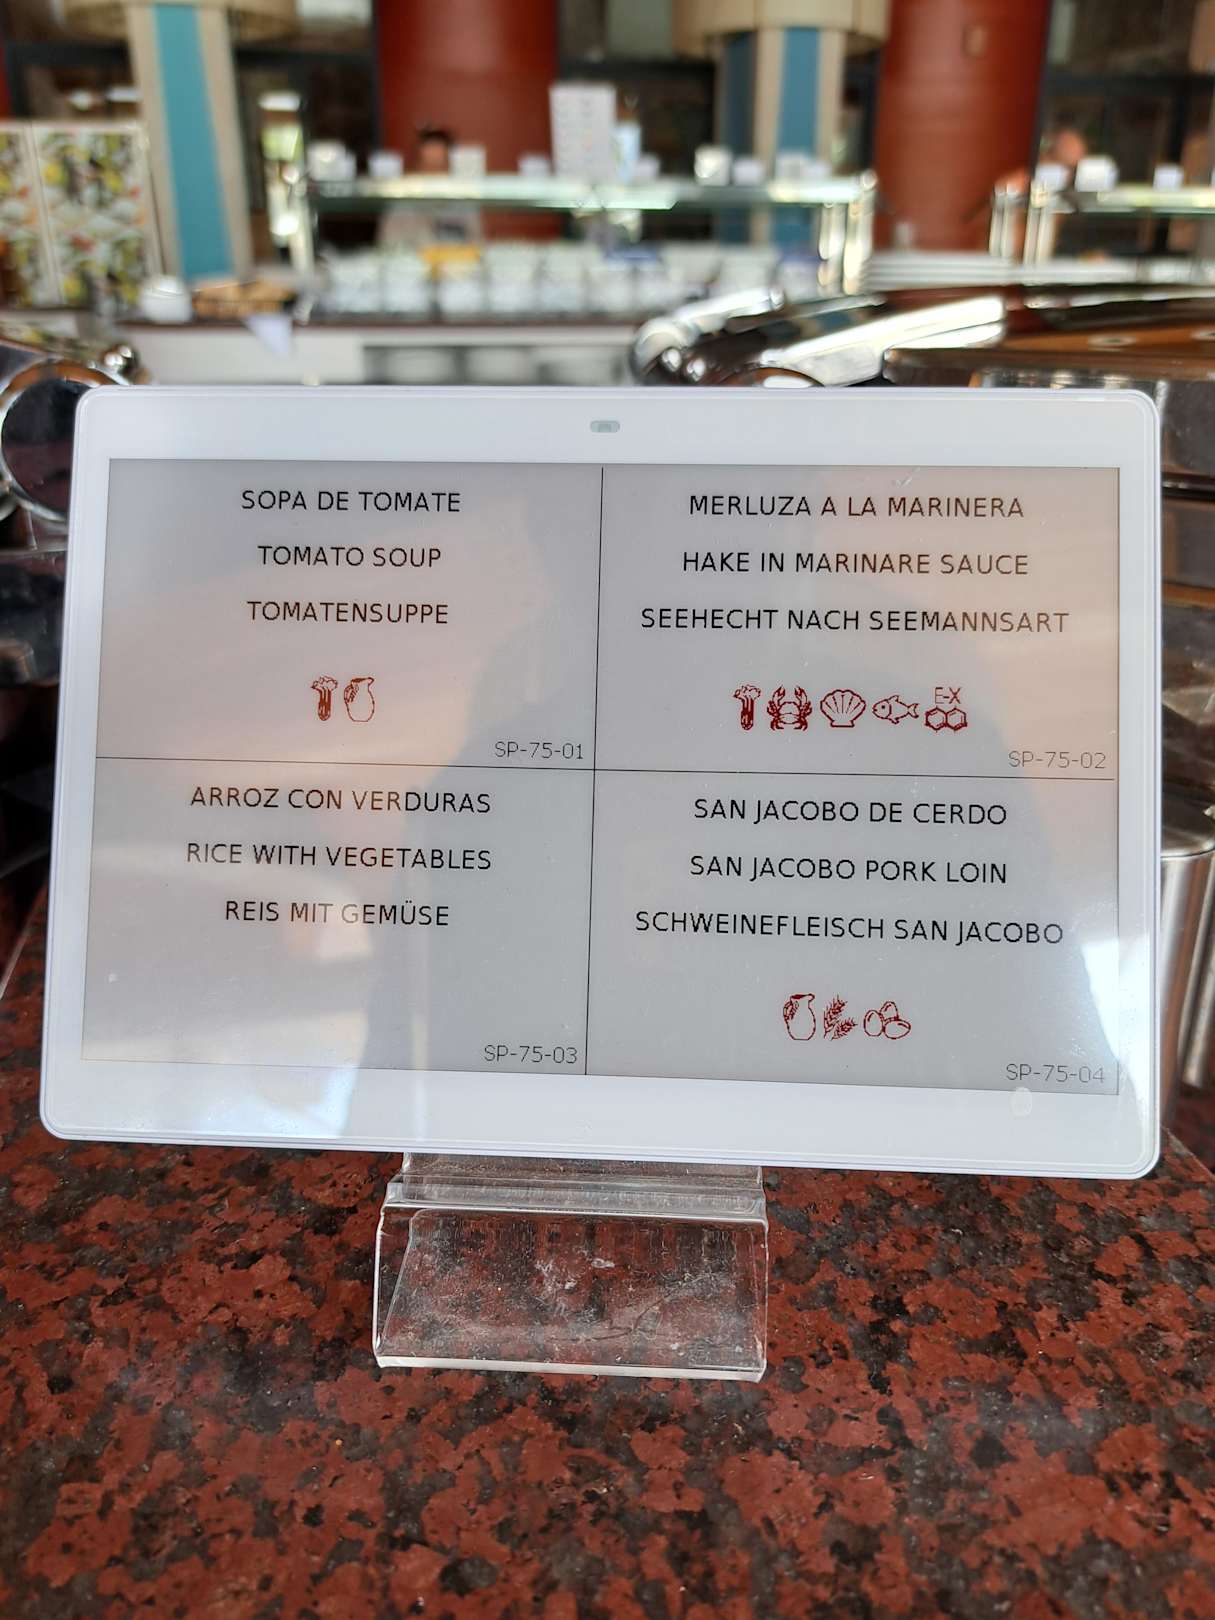 SOPA DE TOMATE
TOMATO SOUP
TOMATENSUPPE
SP-75-01
MERLUZA A LA MARINERA
HAKE IN MARINARE SAUCE
SEEHECHT NACH SEEMANNSART
E-X
SP-75-02
ARROZ CON VERDURAS
RICE WITH VEGETABLES
REIS MIT GEMÜSE
SP-75-03
SAN JACOBO DE CERDO
SAN JACOBO PORK LOIN
SCHWEINEFLEISCH SAN JACOBO
SP-75-04